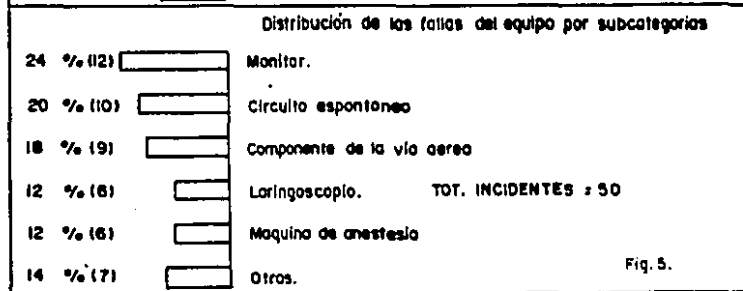 Distribución de las fallas del equipo por subcategorias
24 % (12) Monitor.
20 % (10) Circuito espontaneo
18 % (9) Componente de la vía aerea
12 % (6) Laringoscopio. TOT. INCIDENTES : 50
12 % (6) Maquina de anestesia
14 % (7) Otros.
Fig. 5.